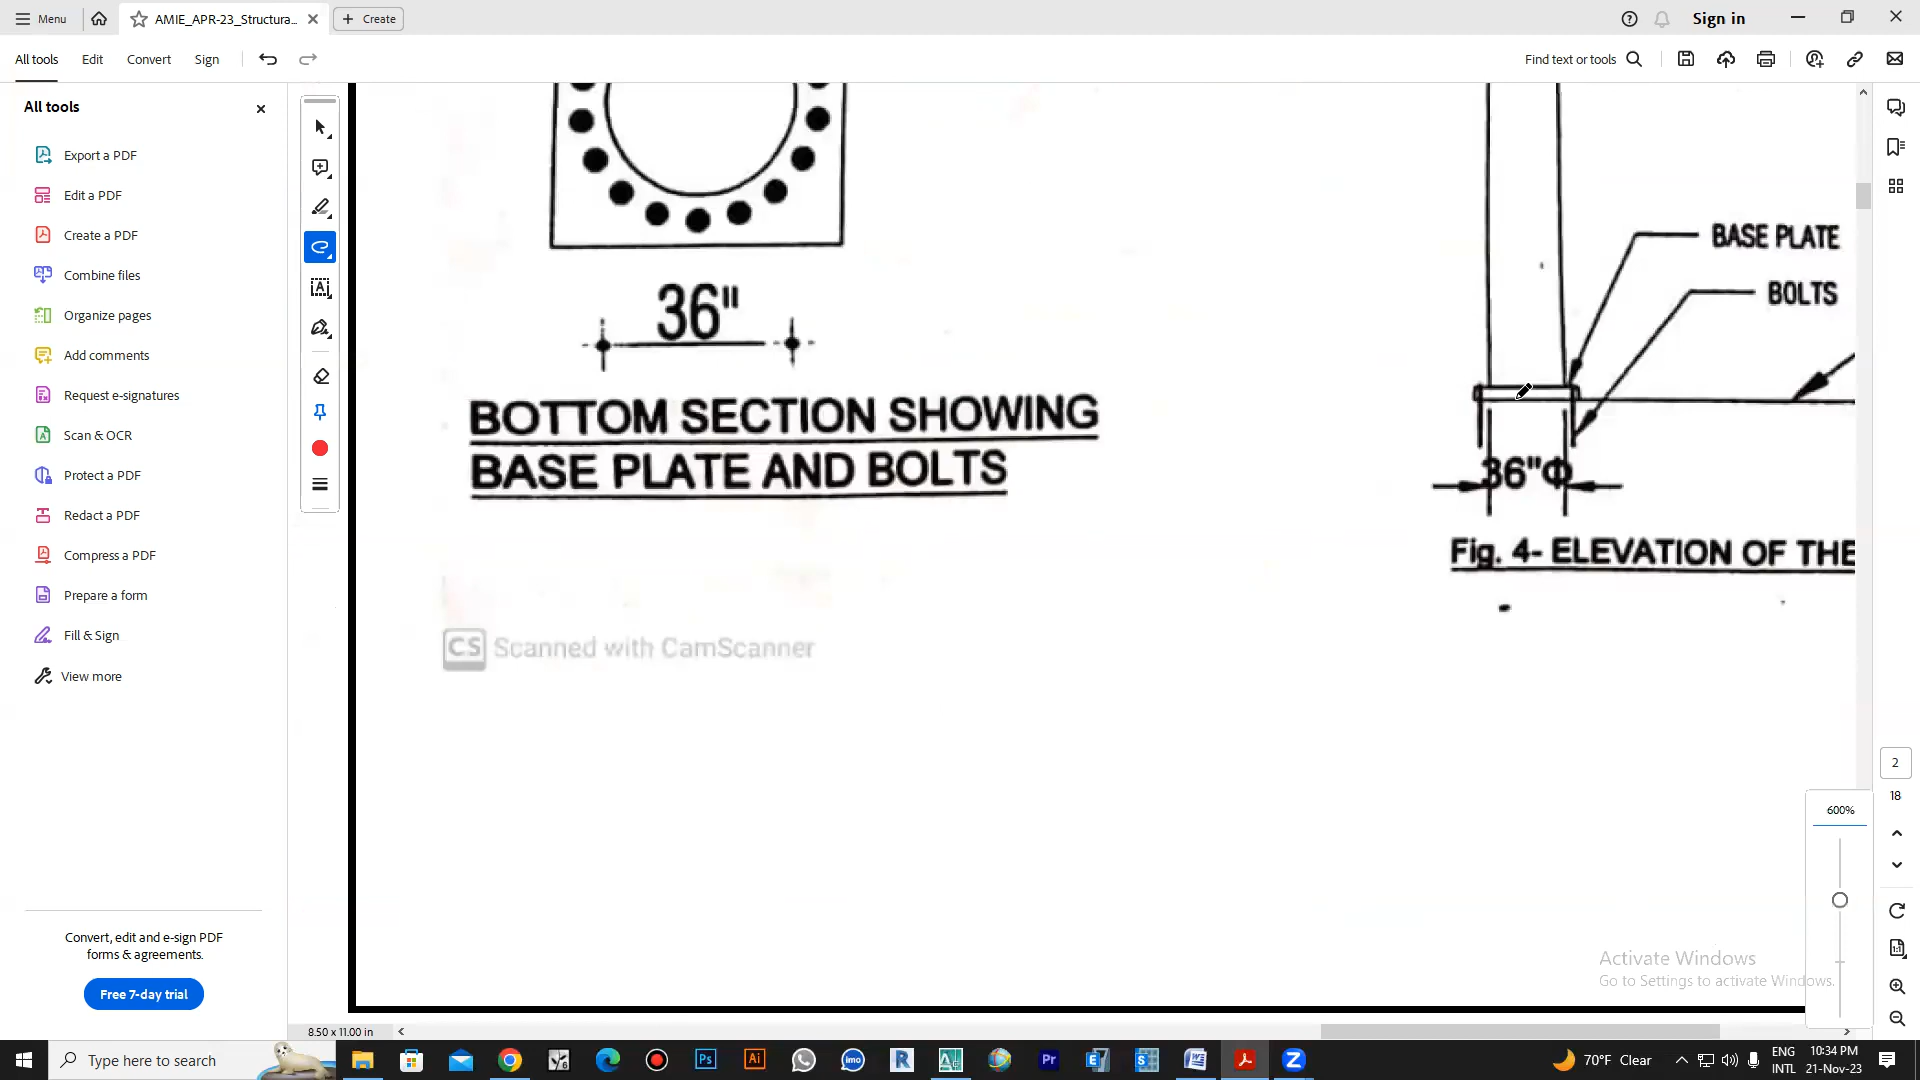 Menu
AMIE_APR-23_Structura...
Create
Sign in
All tools
Edit
Convert
Sign
Find text or tools
All tools
Export a PDF
Edit a PDF
Create a PDF
Combine files
Organize pages
Add comments
Request e-signatures
Scan & OCR
Protect a PDF
Redact a PDF
Compress a PDF
Prepare a form
Fill & Sign
View more
Convert, edit and e-sign PDF
forms & agreements.
Free 7-day trial
36"
BOTTOM SECTION SHOWING
BASE PLATE AND BOLTS
CS Scanned with CamScanner
BASE PLATE
BOLTS
36"Φ
Fig. 4- ELEVATION OF THE
2
18
600%
Activate Windows
Go to Settings to activate Windows.
8.50 x 11.00 in
Type here to search
70°F Clear
ENG
INTL
10:34 PM
21-Nov-23